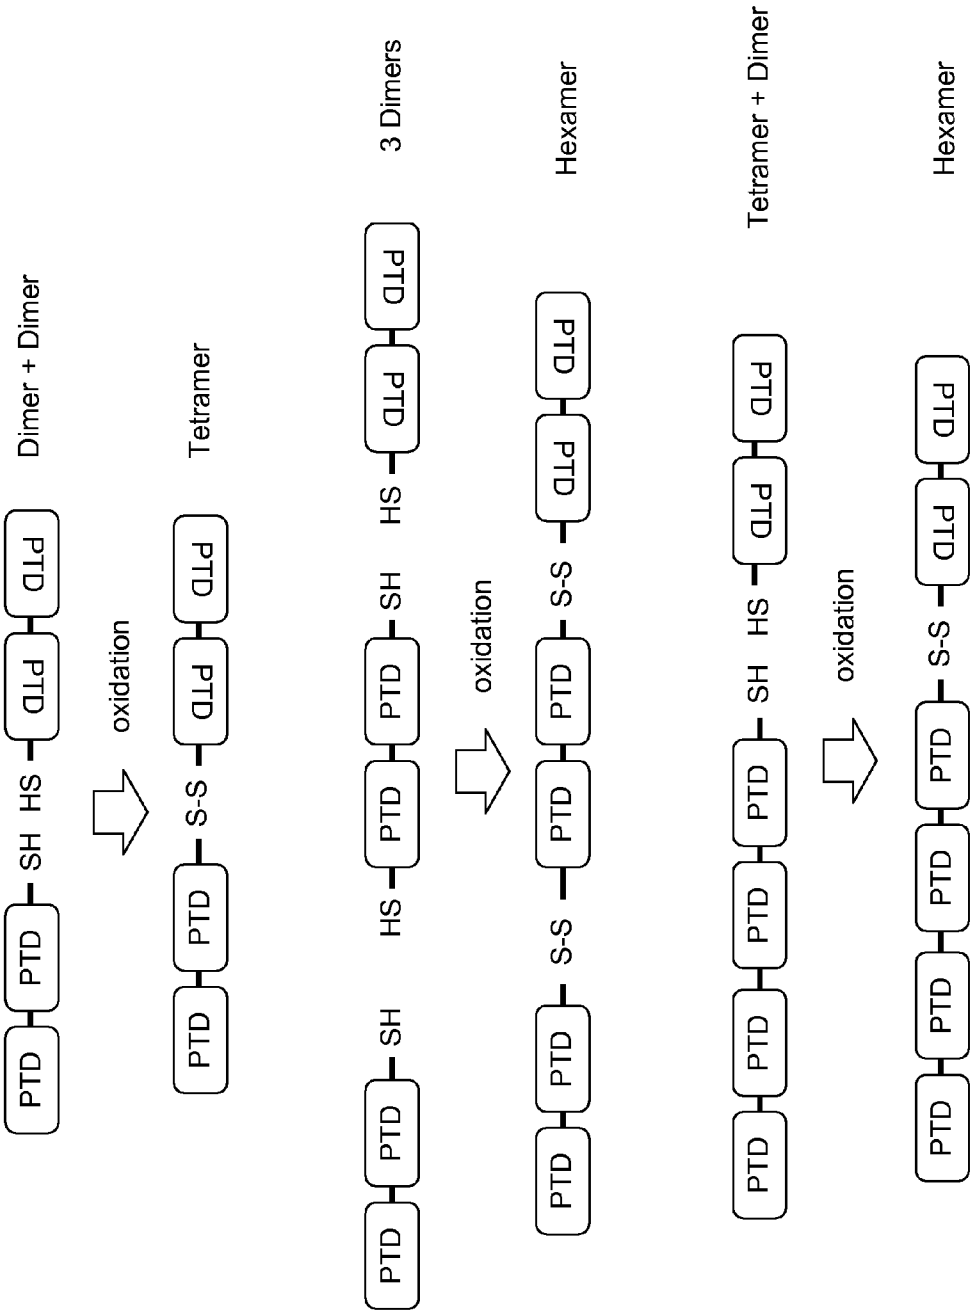 PTD PTD SH HS PTD PTD Dimer + Dimer
oxidation
PTD PTD S-S PTD PTD Tetramer
PTD PTD SH HS PTD PTD SH HS PTD PTD 3 Dimers
oxidation
PTD PTD S-S PTD PTD S-S PTD PTD Hexamer
PTD PTD PTD PTD SH HS PTD PTD Tetramer + Dimer
oxidation
PTD PTD PTD PTD S-S PTD PTD Hexamer